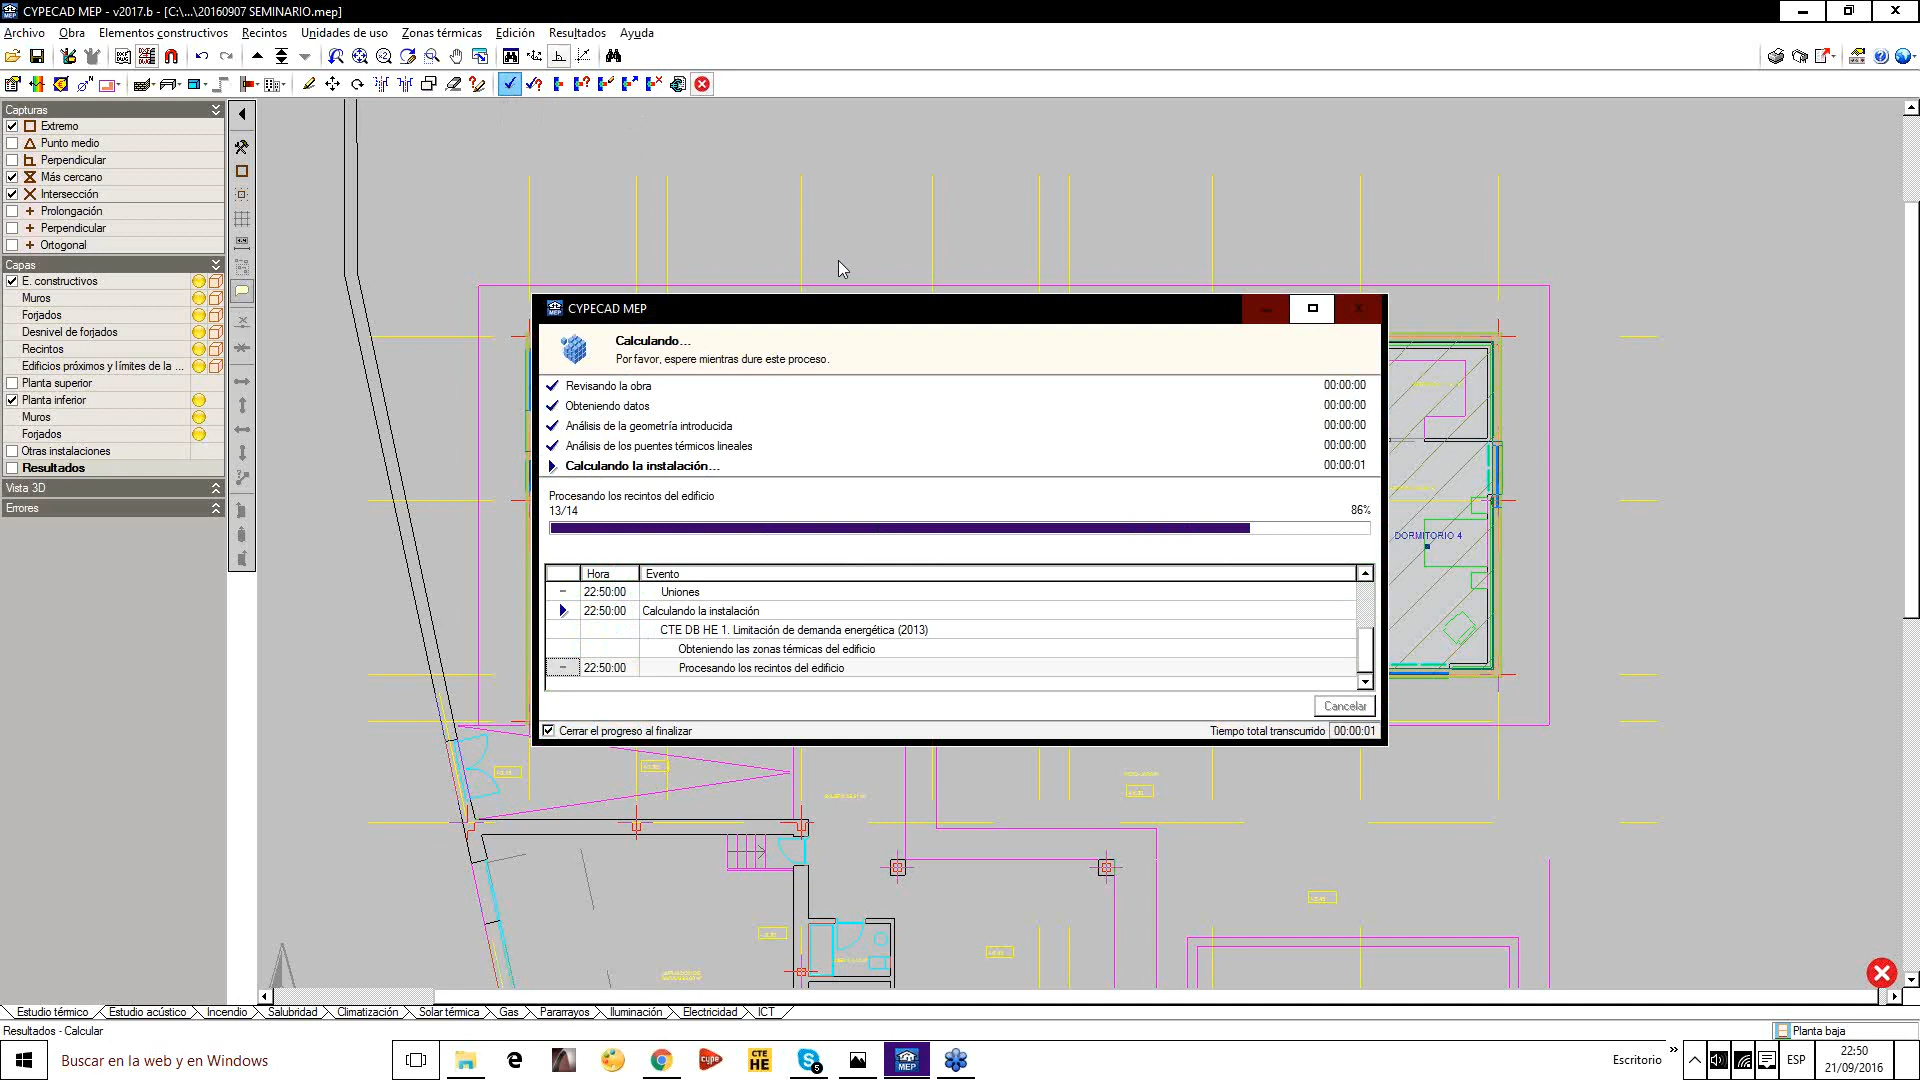 CYPECAD MEP - v2017.b - [C:\...\20160907 SEMINARIO.mep]
Archivo Obra Elementos constructivos Recintos Unidades de uso Zonas térmicas Edición Resultados Ayuda
Capturas
Extremo
Punto medio
Perpendicular
Más cercano
Intersección
Prolongación
Perpendicular
Ortogonal
Capas
E. constructivos
Muros
Forjados
Desnivel de forjados
Recintos
Edificios próximos y límites de la ...
Planta superior
Planta inferior
Muros
Forjados
Otras instalaciones
Resultados
Vista 3D
Errores
CYPECAD MEP
Calculando...
Por favor, espere mientras dure este proceso.
Revisando la obra 00:00:00
Obteniendo datos 00:00:00
Análisis de la geometría introducida 00:00:00
Análisis de los puentes térmicos lineales 00:00:00
Calculando la instalación... 00:00:01
Procesando los recintos del edificio
13/14 86%
Hora Evento
22:50:00 Uniones
22:50:00 Calculando la instalación
CTE DB HE 1. Limitación de demanda energética (2013)
Obteniendo las zonas térmicas del edificio
22:50:00 Procesando los recintos del edificio
Cancelar
Cerrar el progreso al finalizar Tiempo total transcurrido 00:00:01
DORMITORIO 4
Estudio térmico Estudio acústico Incendio Salubridad Climatización Solar térmica Gas Pararrayos Iluminación Electricidad ICT
Resultados - Calcular Planta baja
Buscar en la web y en Windows
cype
CTE
HE
5
MEP
Escritorio
ESP
22:50
21/09/2016